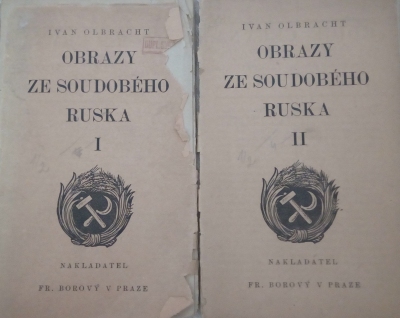 IVAN OLBRACHT
OBRAZY
ZE SOUDOBÉHO
RUSKA
I
NAKLADATEL
FR. BOROVÝ V PRAZE
IVAN OLBRACHT
OBRAZY
ZE SOUDOBÉHO
RUSKA
II
NAKLADATEL
FR. BOROVÝ V PRAZE